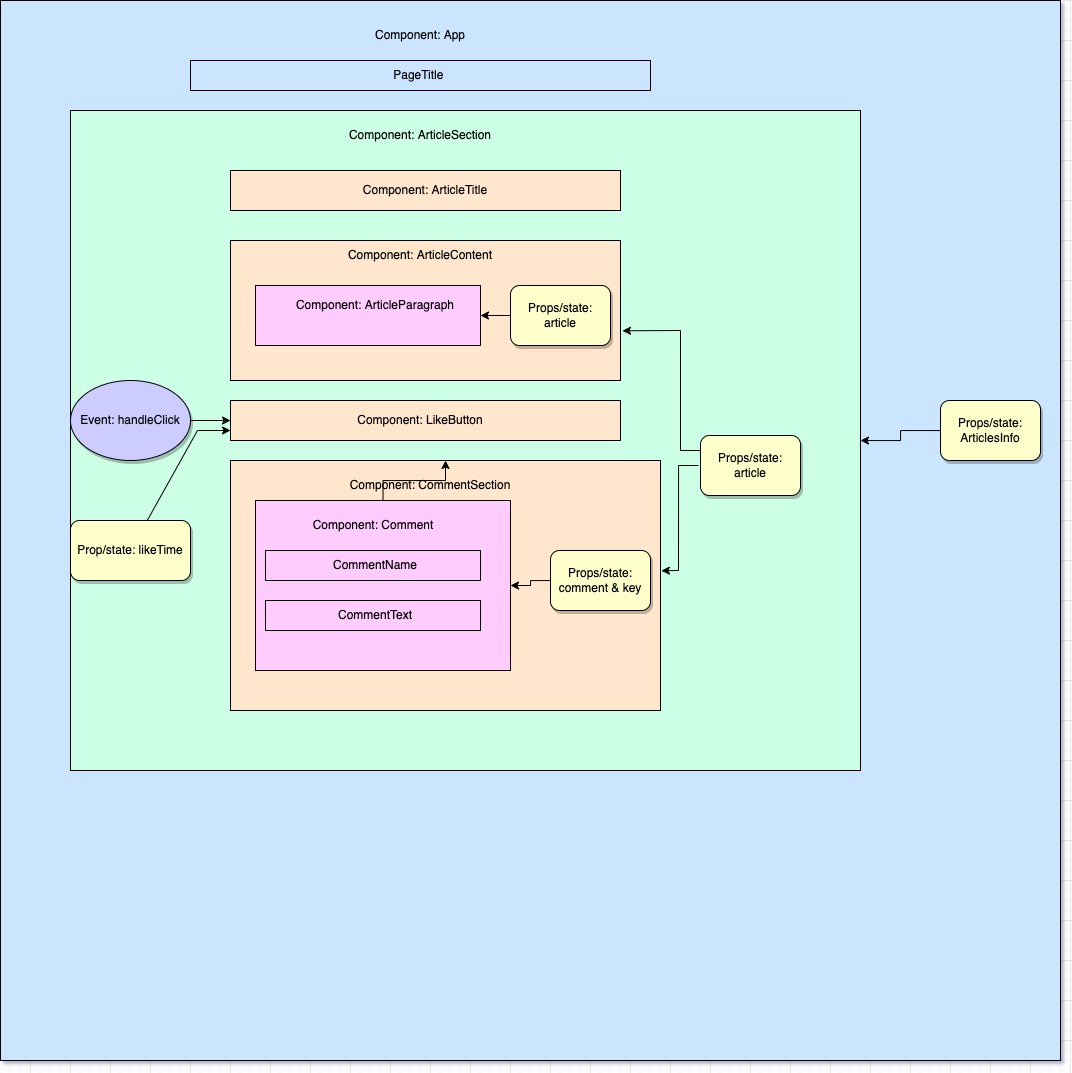 Component: App
PageTitle
Component: ArticleSection
Component: ArticleTitle
Component: ArticleContent
Component: ArticleParagraph
Props/state:
article
Event: handleClick
Component: LikeButton
Props/state:
ArticlesInfo
Props/state:
article
Component: CommentSection
Component: Comment
Prop/state: likeTime
CommentName
Props/state:
comment & key
CommentText